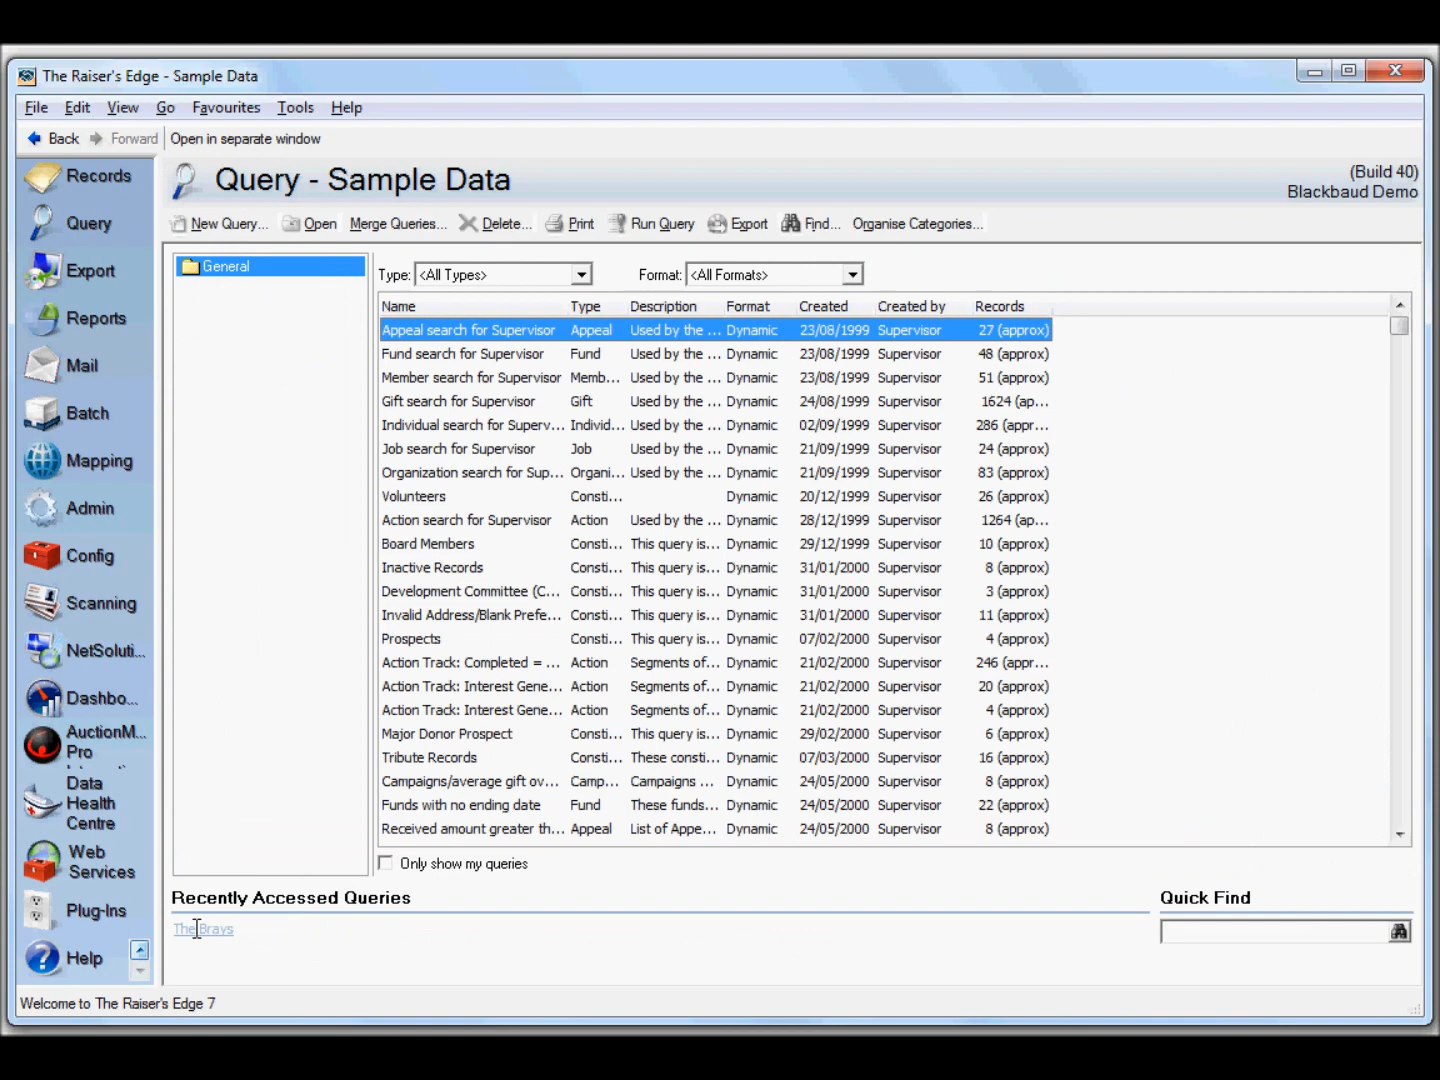 The Raiser's Edge - Sample Data
File Edit View Go Favourites Tools Help
Back Forward Open in separate window
Records
Query
Export
Reports
Mail
Batch
Mapping
Admin
Config
Scanning
NetSoluti...
Dashbo...
AuctionM...
Pro
Data
Health
Centre
Web
Services
Plug-Ins
Help
Query - Sample Data
(Build 40)
Blackbaud Demo
New Query... Open Merge Queries... Delete... Print Run Query Export Find... Organise Categories...
General
Type: <All Types> Format: <All Formats>
Name Type Description Format Created Created by Records
Appeal search for Supervisor Appeal Used by the ... Dynamic 23/08/1999 Supervisor 27 (approx)
Fund search for Supervisor Fund Used by the ... Dynamic 23/08/1999 Supervisor 48 (approx)
Member search for Supervisor Memb... Used by the ... Dynamic 23/08/1999 Supervisor 51 (approx)
Gift search for Supervisor Gift Used by the ... Dynamic 24/08/1999 Supervisor 1624 (ap...
Individual search for Superv... Individ... Used by the ... Dynamic 02/09/1999 Supervisor 286 (appr...
Job search for Supervisor Job Used by the ... Dynamic 21/09/1999 Supervisor 24 (approx)
Organization search for Sup... Organi... Used by the ... Dynamic 21/09/1999 Supervisor 83 (approx)
Volunteers Consti... Dynamic 20/12/1999 Supervisor 26 (approx)
Action search for Supervisor Action Used by the ... Dynamic 28/12/1999 Supervisor 1264 (ap...
Board Members Consti... This query is... Dynamic 29/12/1999 Supervisor 10 (approx)
Inactive Records Consti... This query is... Dynamic 31/01/2000 Supervisor 8 (approx)
Development Committee (C... Consti... This query is... Dynamic 31/01/2000 Supervisor 3 (approx)
Invalid Address/Blank Prefe... Consti... This query is... Dynamic 31/01/2000 Supervisor 11 (approx)
Prospects Consti... This query is... Dynamic 07/02/2000 Supervisor 4 (approx)
Action Track: Completed = ... Action Segments of... Dynamic 21/02/2000 Supervisor 246 (appr...
Action Track: Interest Gene... Action Segments of... Dynamic 21/02/2000 Supervisor 20 (approx)
Action Track: Interest Gene... Action Segments of... Dynamic 21/02/2000 Supervisor 4 (approx)
Major Donor Prospect Consti... This query is... Dynamic 29/02/2000 Supervisor 6 (approx)
Tribute Records Consti... These consti... Dynamic 07/03/2000 Supervisor 16 (approx)
Campaigns/average gift ov... Camp... Campaigns ... Dynamic 24/05/2000 Supervisor 8 (approx)
Funds with no ending date Fund These funds... Dynamic 24/05/2000 Supervisor 22 (approx)
Received amount greater th... Appeal List of Appe... Dynamic 24/05/2000 Supervisor 8 (approx)
Only show my queries
Recently Accessed Queries
The Brays
Quick Find
Welcome to The Raiser's Edge 7